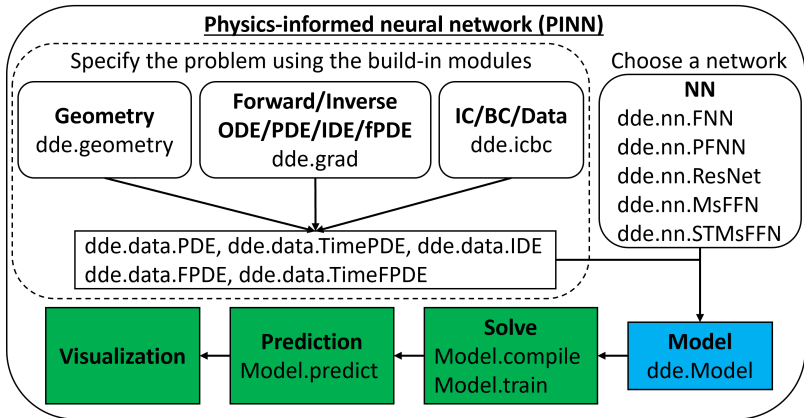 Physics-informed neural network (PINN)
Specify the problem using the build-in modules
Choose a network
Geometry
dde.geometry
Forward/Inverse
ODE/PDE/IDE/fPDE
dde.grad
IC/BC/Data
dde.icbc
NN
dde.nn.FNN
dde.nn.PFNN
dde.nn.ResNet
dde.nn.MsFFN
dde.nn.STMsFFN
dde.data.PDE, dde.data.TimePDE, dde.data.IDE
dde.data.FPDE, dde.data.TimeFPDE
Visualization
Prediction
Model.predict
Solve
Model.compile
Model.train
Model
dde.Model